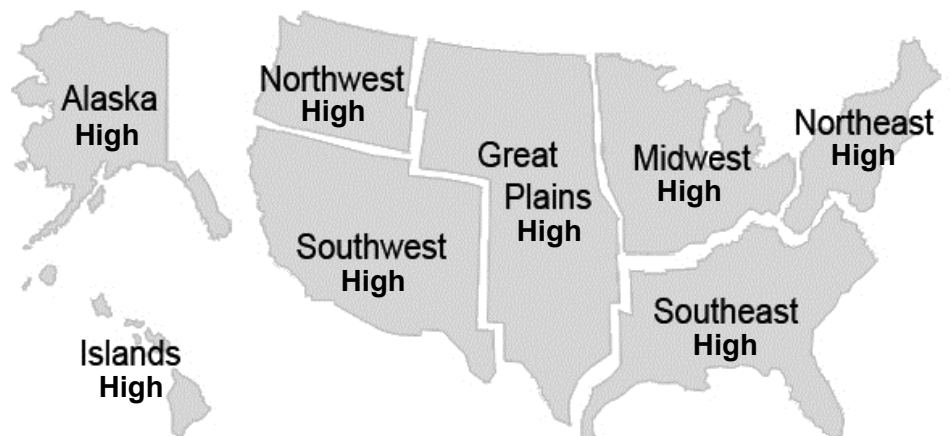 Alaska
High
Northwest
High
Great
Plains
High
Midwest
High
Northeast
High
Southwest
High
Southeast
High
Islands
High